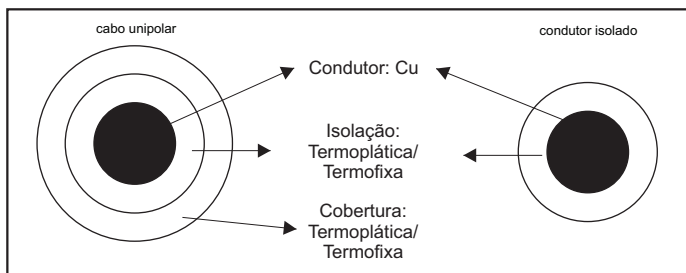 cabo unipolar
condutor isolado
Condutor: Cu
Isolação:
Termoplática/
Termofixa
Cobertura:
Termoplática/
Termofixa